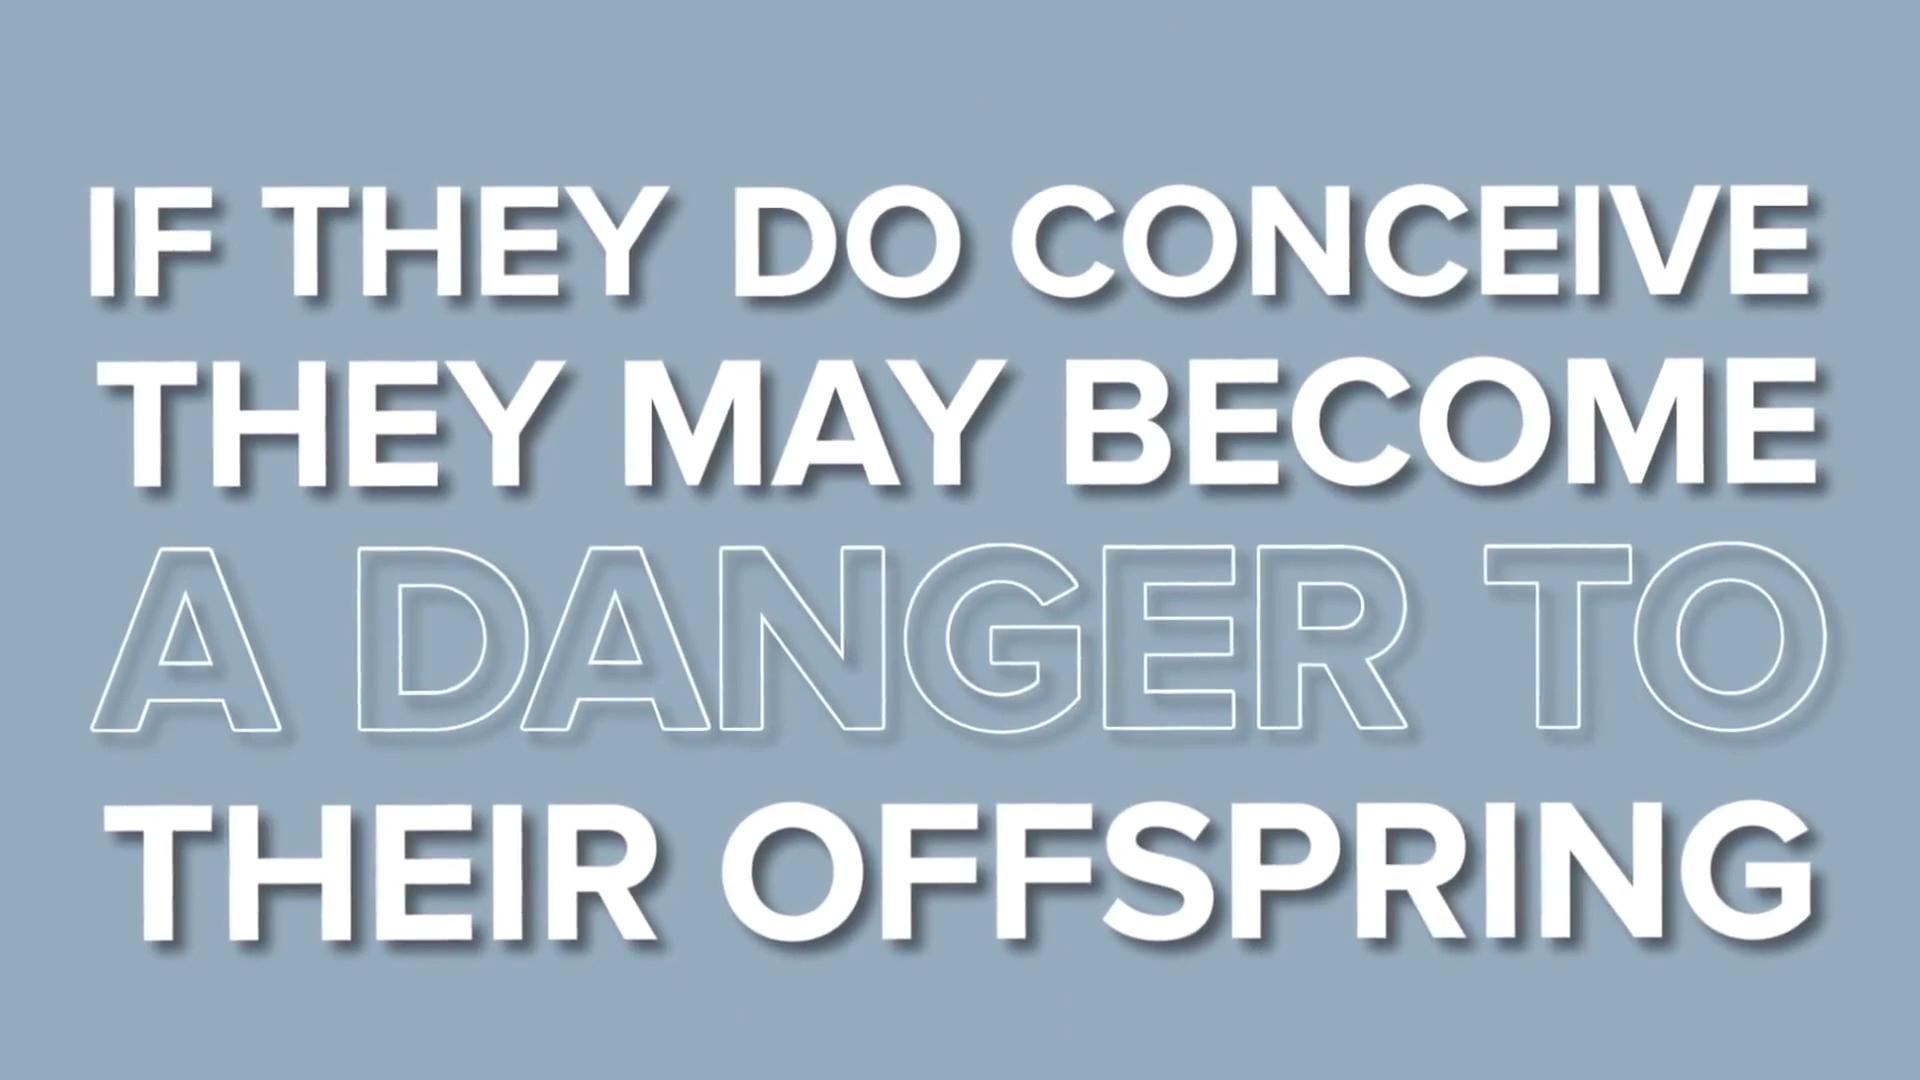 IF THEY DO CONCEIVE
THEY MAY BECOME
A DANGER TO
THEIR OFFSPRING